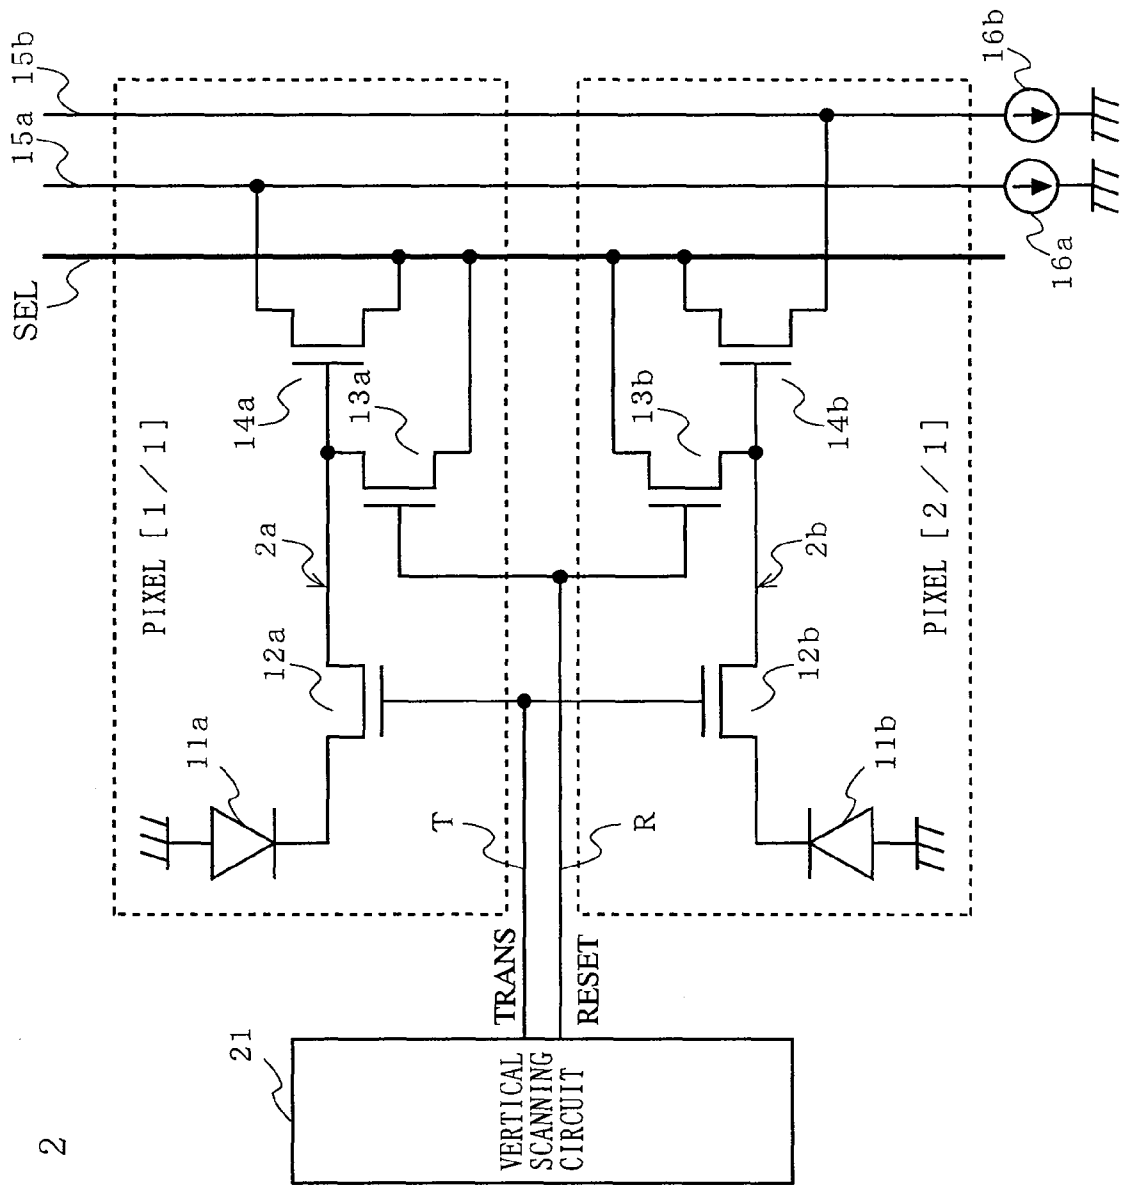 2
21
VERTICAL
SCANNING
CIRCUIT
TRANS
RESET
T
R
PIXEL [1/1]
11a
12a
2a
13a
14a
SEL
15a
15b
PIXEL [2/1]
11b
12b
2b
13b
14b
16a
16b